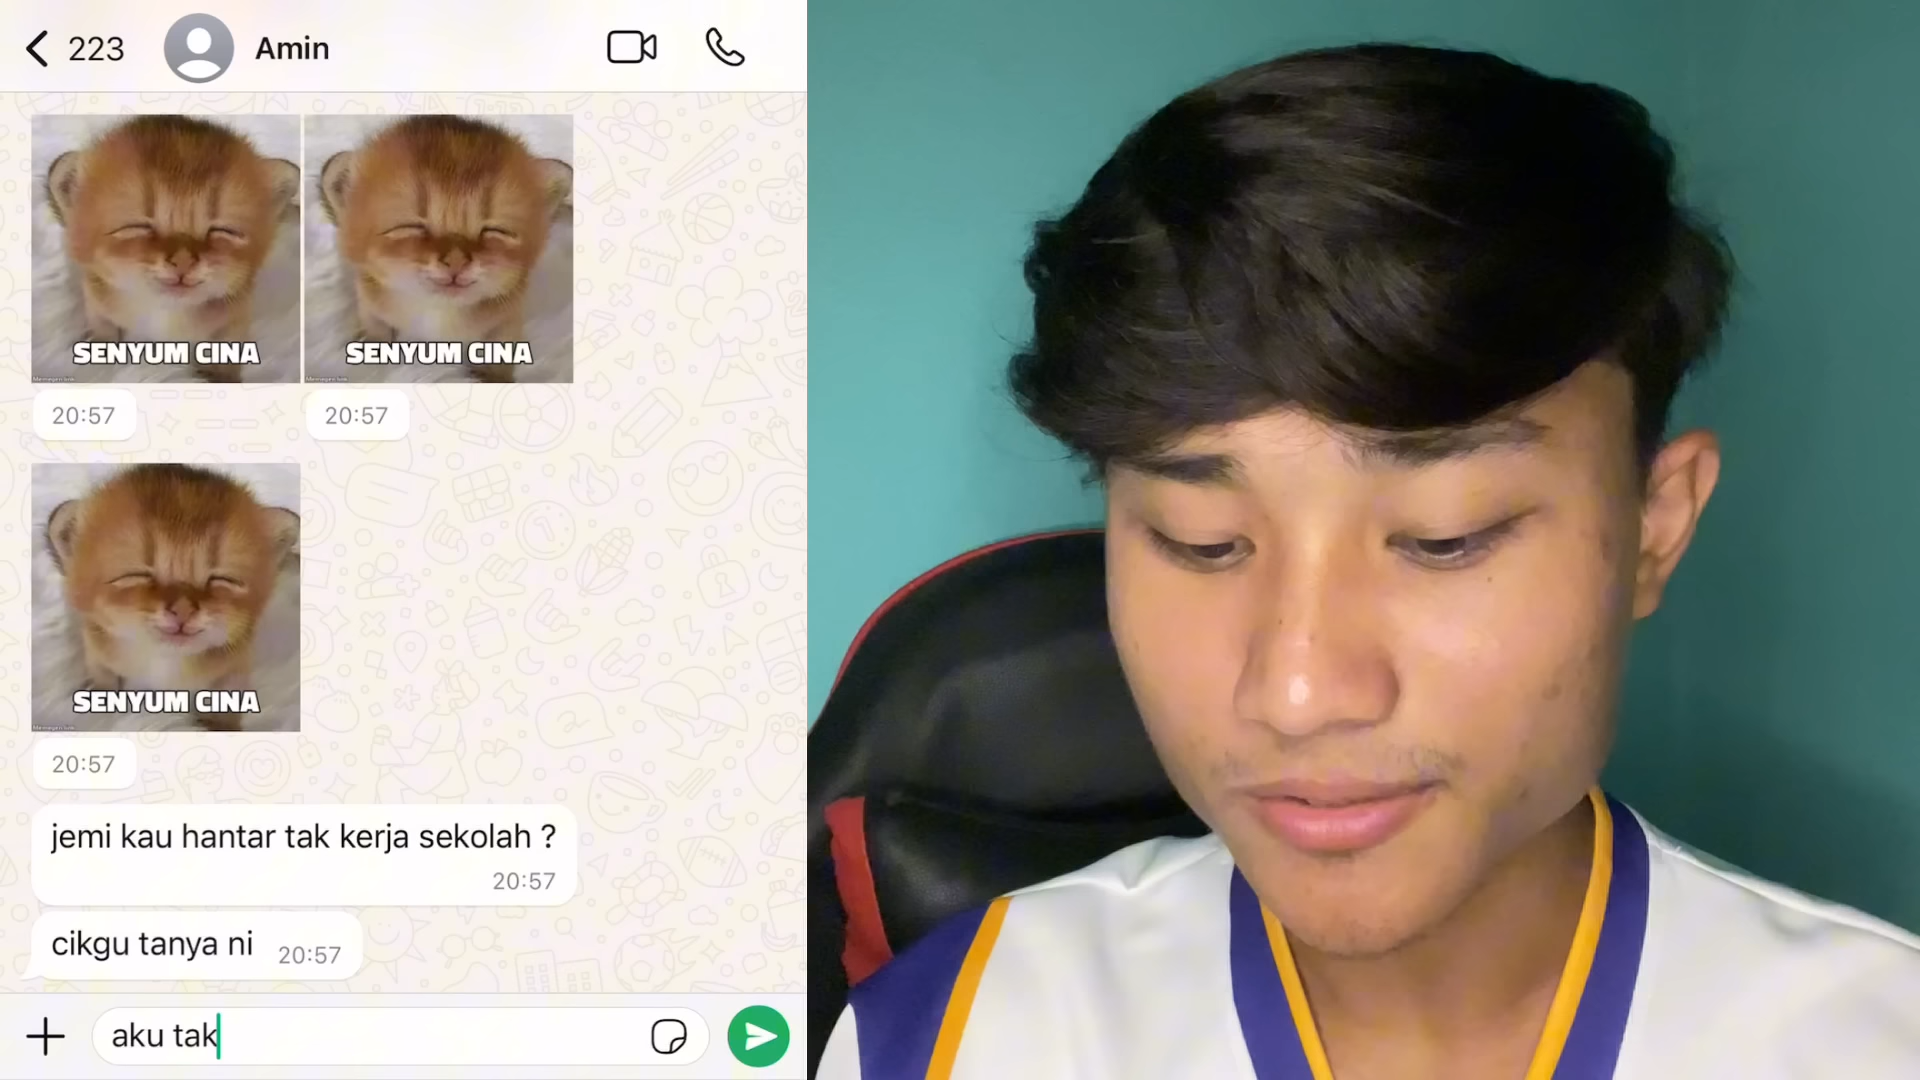 223
Amin
SENYUM CINA
SENYUM CINA
20:57
20:57
SENYUM CINA
20:57
jemi kau hantar tak kerja sekolah ?
20:57
cikgu tanya ni 20:57
aku tak